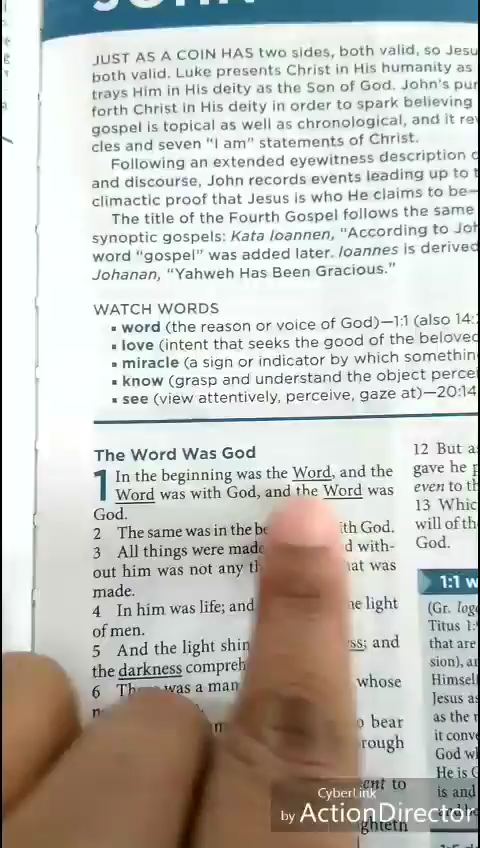 JOHN
JUST AS A COIN HAS two sides, both valid, so Jesu
both valid. Luke presents Christ in His humanity as
trays Him in His deity as the Son of God. John's pur
forth Christ in His deity in order to spark believing
gospel is topical as well as chronological, and it re
cles and seven "I am" statements of Christ.
Following an extended eyewitness description
and discourse, John records events leading up to
climactic proof that Jesus is who He claims to be—
The title of the Fourth Gospel follows the same
synoptic gospels: Kata Ioannen, "According to Joh
word "gospel" was added later. Ioannes is derived
Johanan, "Yahweh Has Been Gracious."
WATCH WORDS
▪ word (the reason or voice of God)—1:1 (also 14:
▪ love (intent that seeks the good of the beloved
▪ miracle (a sign or indicator by which somethin
▪ know (grasp and understand the object percei
▪ see (view attentively, perceive, gaze at)—20:14
The Word Was God
1 In the beginning was the Word, and the
Word was with God, and the Word was
God.
2 The same was in the be ith God.
3 All things were made d with-
out him was not any th hat was
made.
4 In him was life; and he light
of men.
5 And the light shin ss; and
the darkness compreh
6 was a man whose
bear
rough
ent to
ghteth
12 But as
gave he p
even to th
13 Whic
will of th
God.
1:1 w
(Gr. logo
Titus 1:
that are
sion), an
Himsel
Jesus as
as the
it conve
God wh
He is G
is and
CyberLink
by ActionDirector